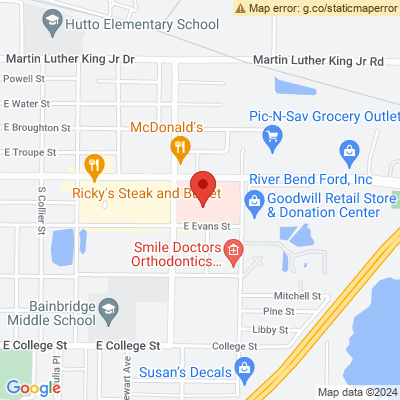 Map error: g.co/staticmaperror
Hutto Elementary School
Martin Luther King Jr Dr
Martin Luther King Jr Rd
Powell St
E Water St
Pic-N-Sav Grocery Outlet
E Broughton St
McDonald's
E Troupe St
River Bend Ford, Inc
Ricky's Steak and Buffet
Goodwill Retail Store
& Donation Center
S Collier St
E Evans St
Smile Doctors
Orthodontics...
Mitchell St
Bainbridge
Middle School
Pine St
Libby St
E College St
E College St
College St
Susan's Decals
Google
©2024